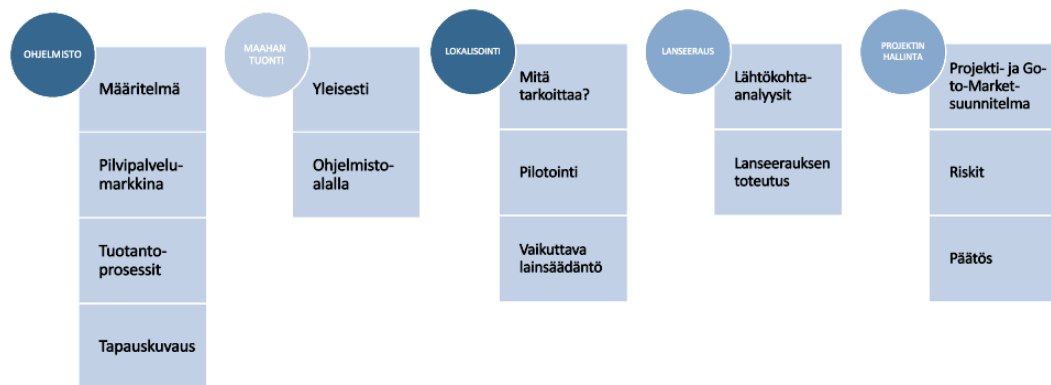 OHJELMISTO
Määritelmä
Pilvipalvelu-
markkina
Tuotanto-
prosessit
Tapauskuvaus
MAAHAN
TUONTI
Yleisesti
Ohjelmisto-
alalla
LOKALISOINTI
Mitä
tarkoittaa?
Pilotointi
Vaikuttava
lainsäädäntö
LANSEERAUS
Lähtökohta-
analyysit
Lanseerauksen
toteutus
PROJEKTIN
HALLINTA
Projekti- ja Go-
to-Market-
suunnitelma
Riskit
Päätös